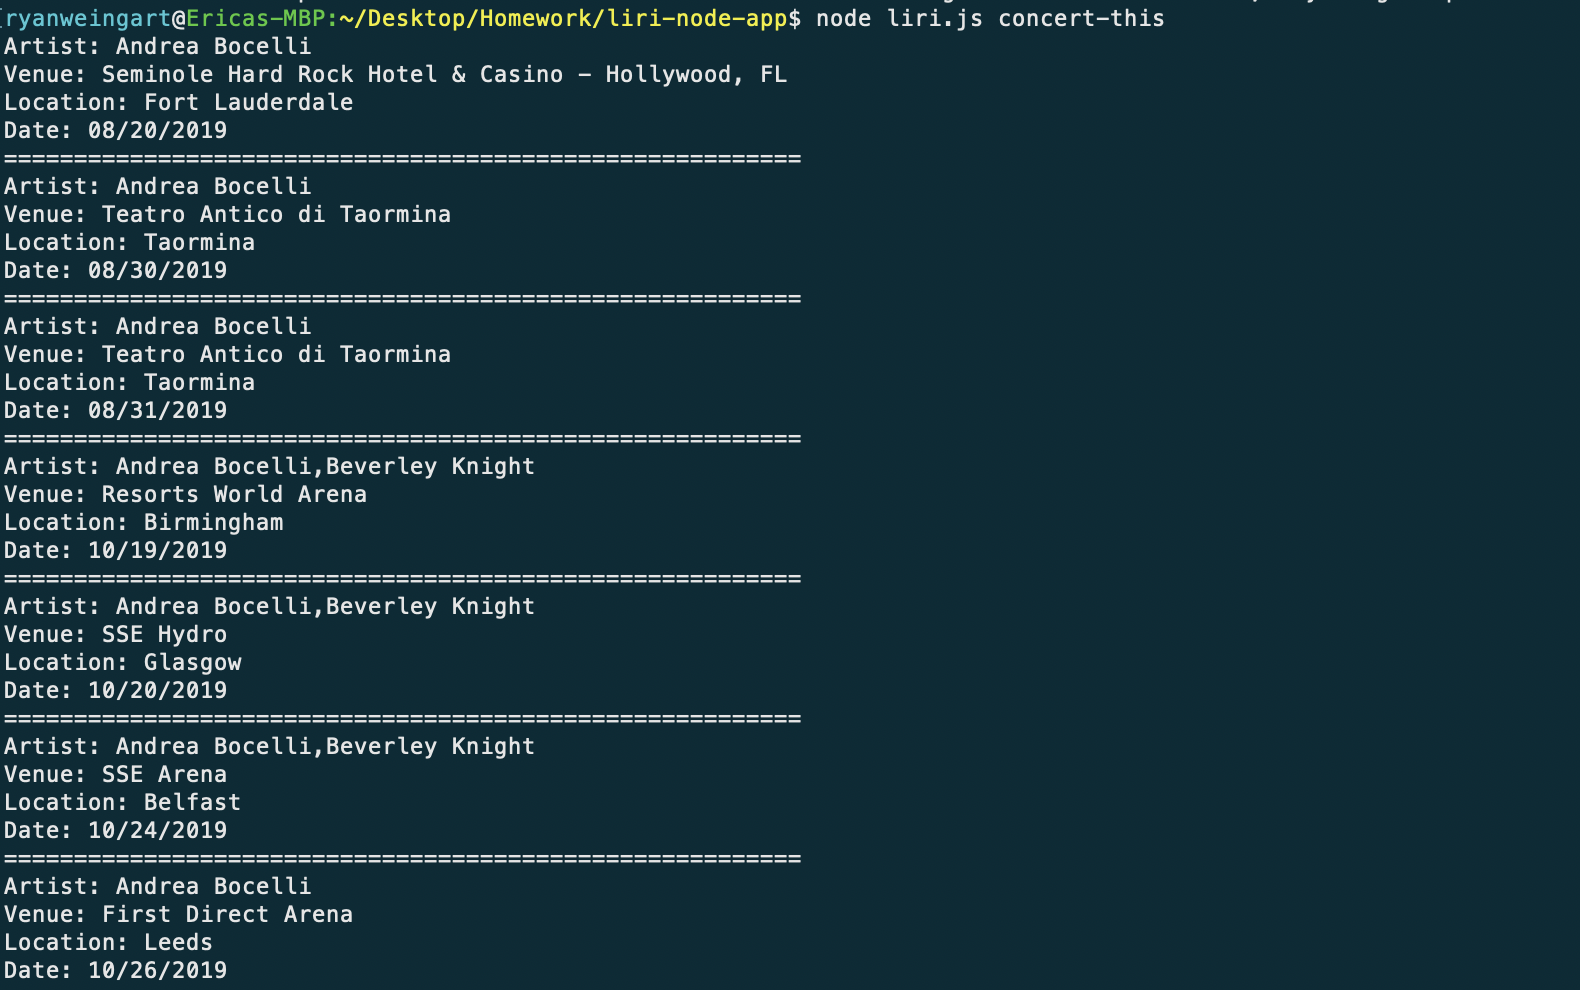 [ryanweingart@Ericas-MBP:~/Desktop/Homework/liri-node-app$ node liri.js concert-this
Artist: Andrea Bocelli
Venue: Seminole Hard Rock Hotel & Casino - Hollywood, FL
Location: Fort Lauderdale
Date: 08/20/2019
=========================================================
Artist: Andrea Bocelli
Venue: Teatro Antico di Taormina
Location: Taormina
Date: 08/30/2019
=========================================================
Artist: Andrea Bocelli
Venue: Teatro Antico di Taormina
Location: Taormina
Date: 08/31/2019
=========================================================
Artist: Andrea Bocelli,Beverley Knight
Venue: Resorts World Arena
Location: Birmingham
Date: 10/19/2019
=========================================================
Artist: Andrea Bocelli,Beverley Knight
Venue: SSE Hydro
Location: Glasgow
Date: 10/20/2019
=========================================================
Artist: Andrea Bocelli,Beverley Knight
Venue: SSE Arena
Location: Belfast
Date: 10/24/2019
=========================================================
Artist: Andrea Bocelli
Venue: First Direct Arena
Location: Leeds
Date: 10/26/2019